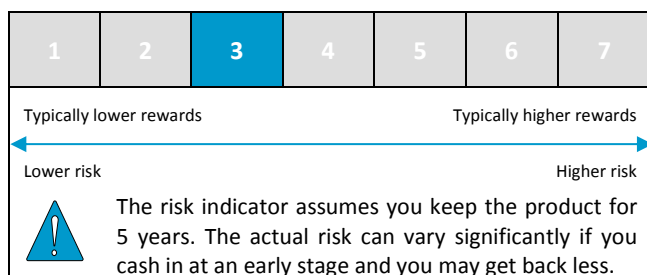 1 2 3 4 5 6 7
Typically lower rewards Typically higher rewards
Lower risk Higher risk
The risk indicator assumes you keep the product for
5 years. The actual risk can vary significantly if you
cash in at an early stage and you may get back less.